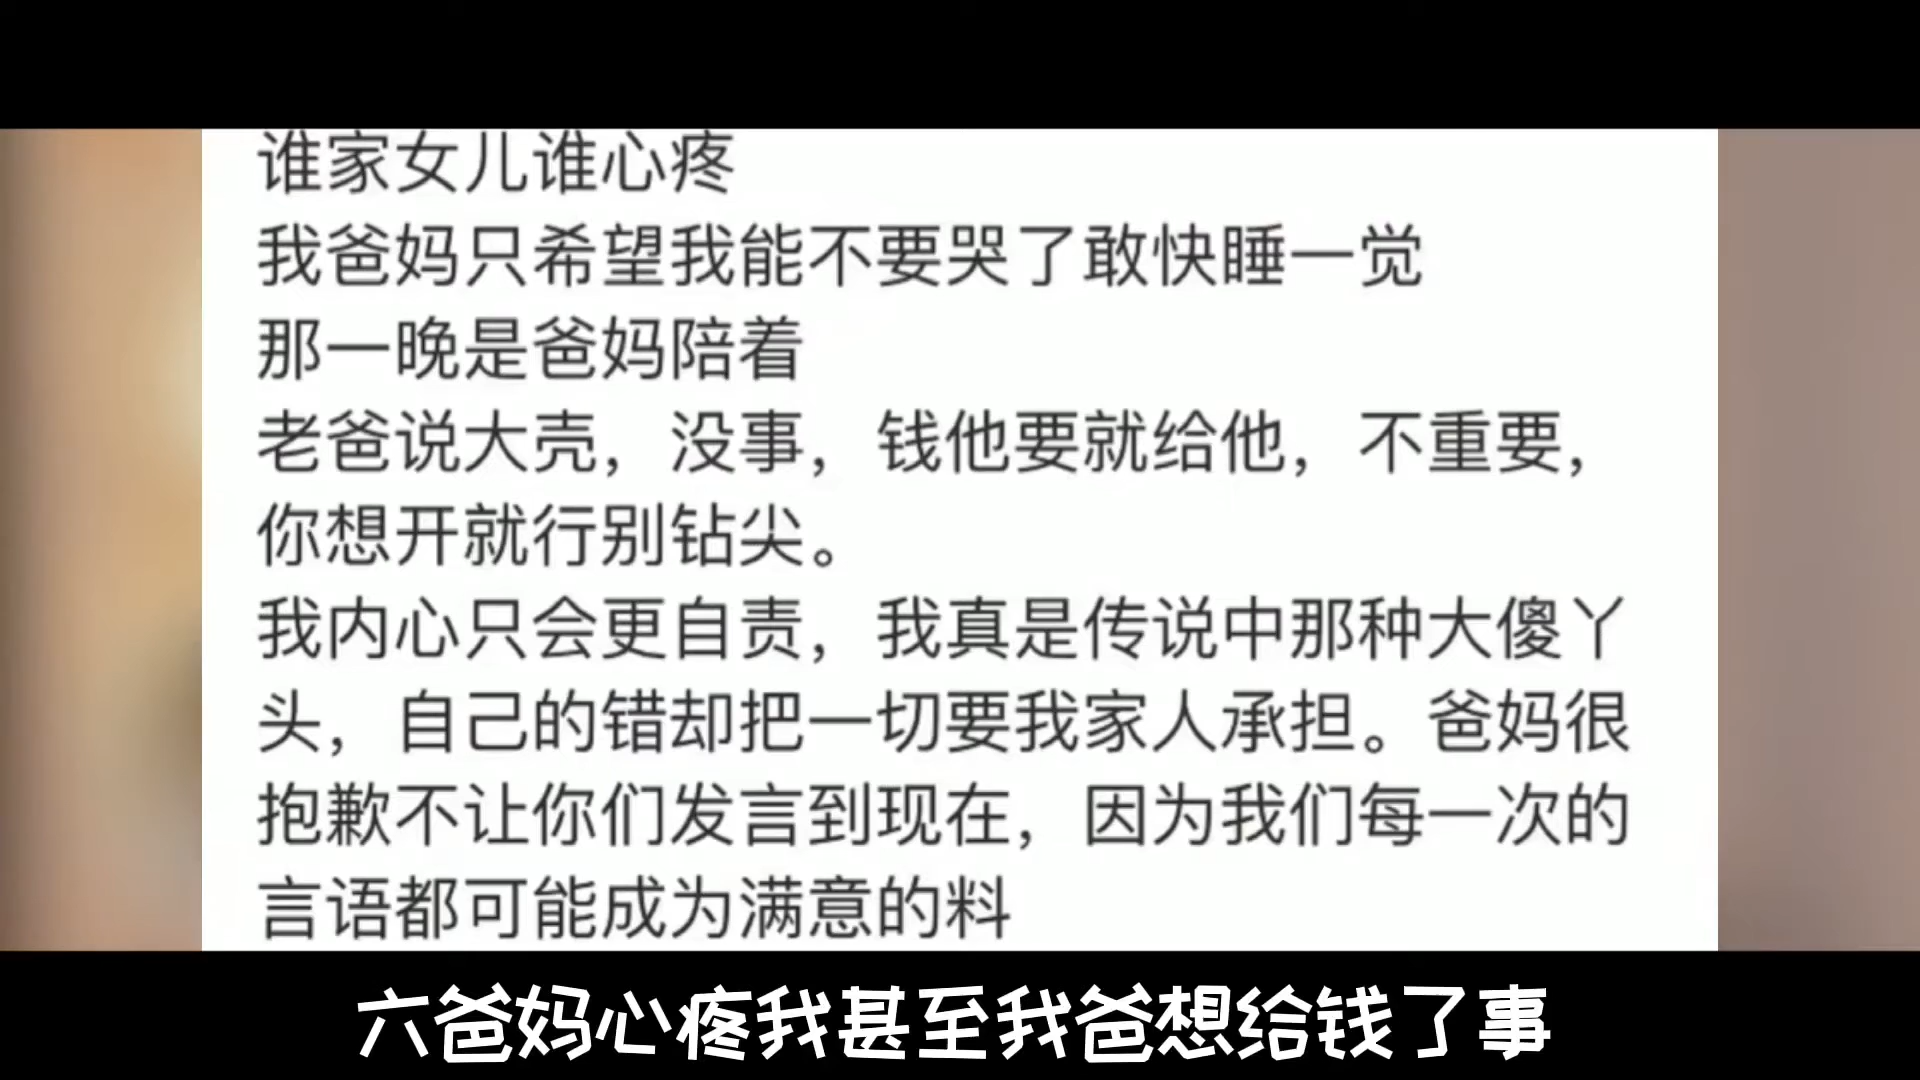 谁家女儿谁心疼
我爸妈只希望我能不要哭了敢快睡一觉
那一晚是爸妈陪着
老爸说大壳，没事，钱他要就给他，不重要，
你想开就行别钻尖。
我内心只会更自责，我真是传说中那种大傻丫
头，自己的错却把一切要我家人承担。爸妈很
抱歉不让你们发言到现在，因为我们每一次的
言语都可能成为满意的料
六爸妈心疼我甚至我爸想给钱了事